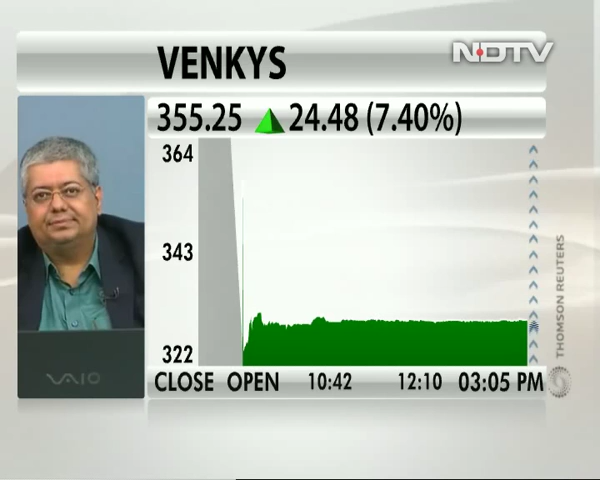 VENKYS
NDTV
355.25 24.48 (7.40%)
364
343
322
CLOSE OPEN 10:42 12:10 03:05 PM
THOMSON REUTERS
VAIO